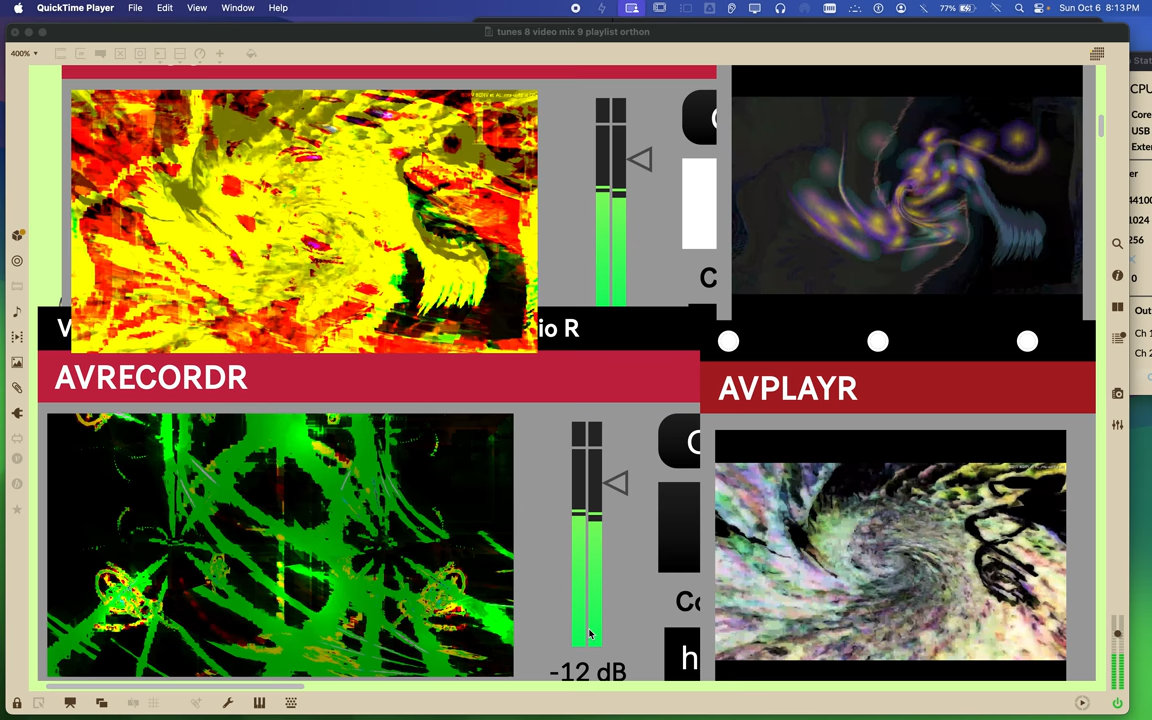 QuickTime Player File Edit View Window Help 77% Sun Oct 6 8:13 PM
tunes 8 video mix 9 playlist orthon
Stat
400%
CPU
Core
USB
Exter
er
44100
1024
256
0
Out
Ch 1
Ch 2
C
V
io R
AVRECORDR
AVPLAYR
C
Co
h
-12 dB